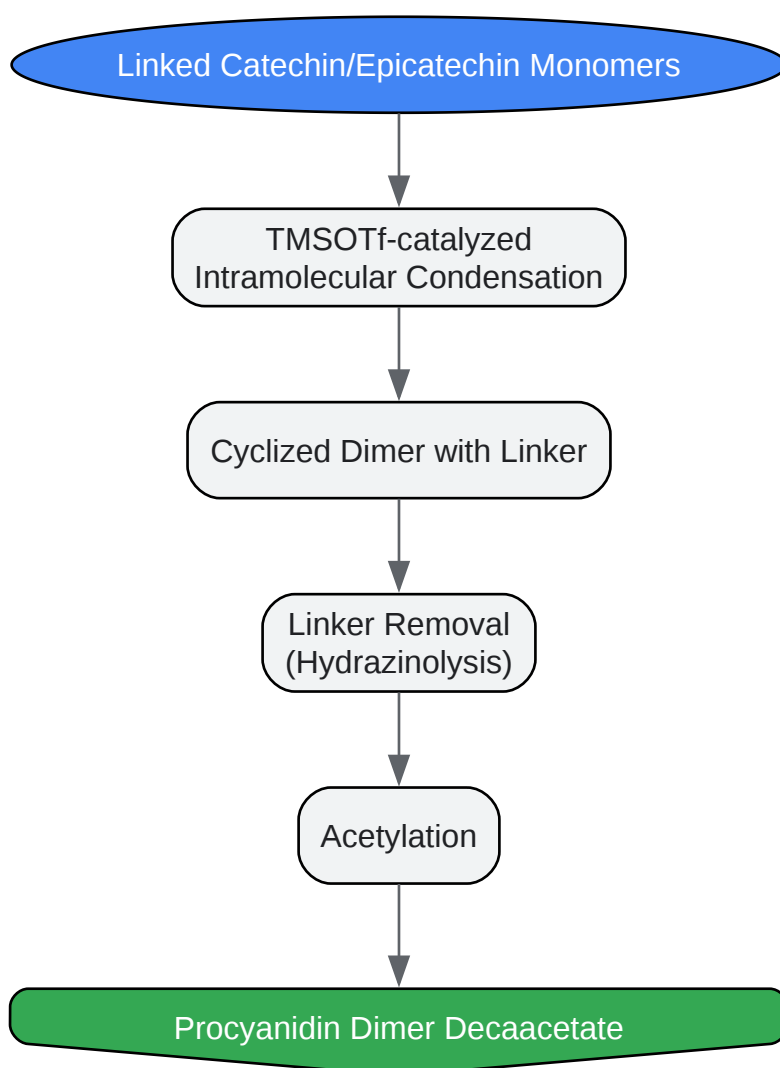 Linked Catechin/Epicatechin Monomers
TMSOTf-catalyzed
Intramolecular Condensation
Cyclized Dimer with Linker
Linker Removal
(Hydrazinolysis)
Acetylation
Procyanidin Dimer Decaacetate